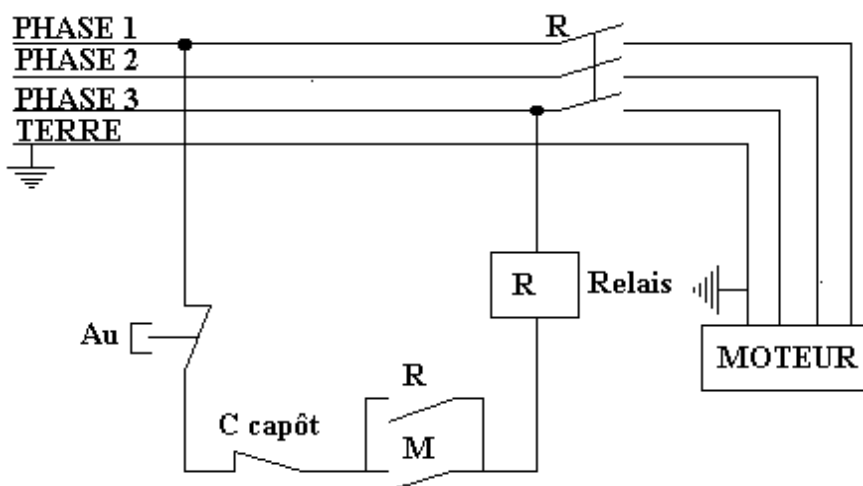 PHASE 1
R
PHASE 2
PHASE 3
TERRE
R
Relais
Au
MOTEUR
R
C capôt
M